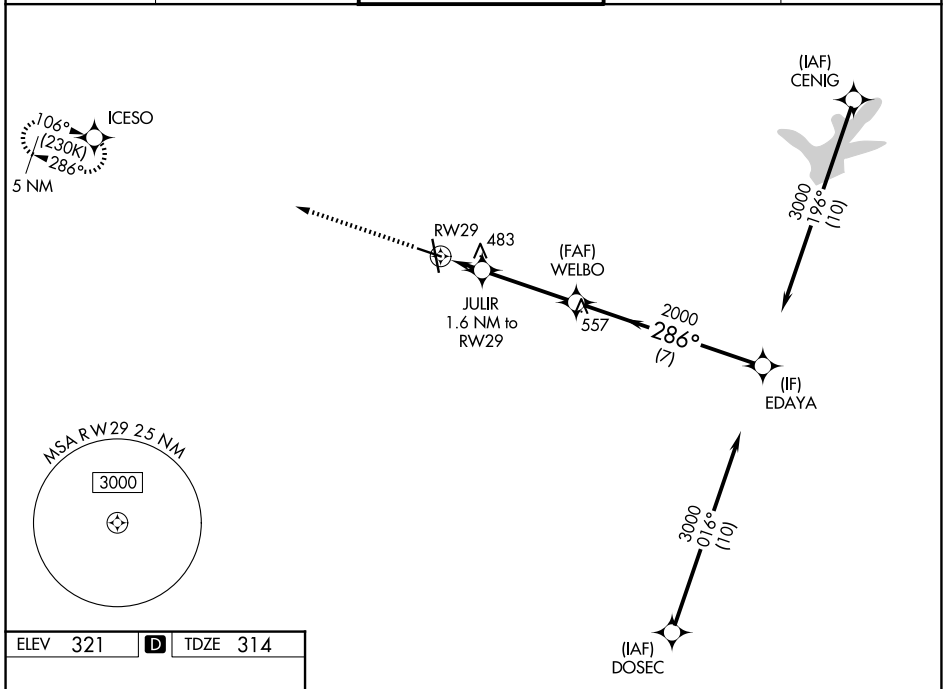 (IAF)
CENIG
ICESO
106°
(230K)
286°
5 NM
3000
196°
(10)
RW29
483
(FAF)
WELBO
JULIR
1.6 NM to
RW29
557
2000
286°
(7)
(IF)
EDAYA
MSA RW29 25 NM
3000
3000
016°
(10)
ELEV 321 D TDZE 314
(IAF)
DOSEC